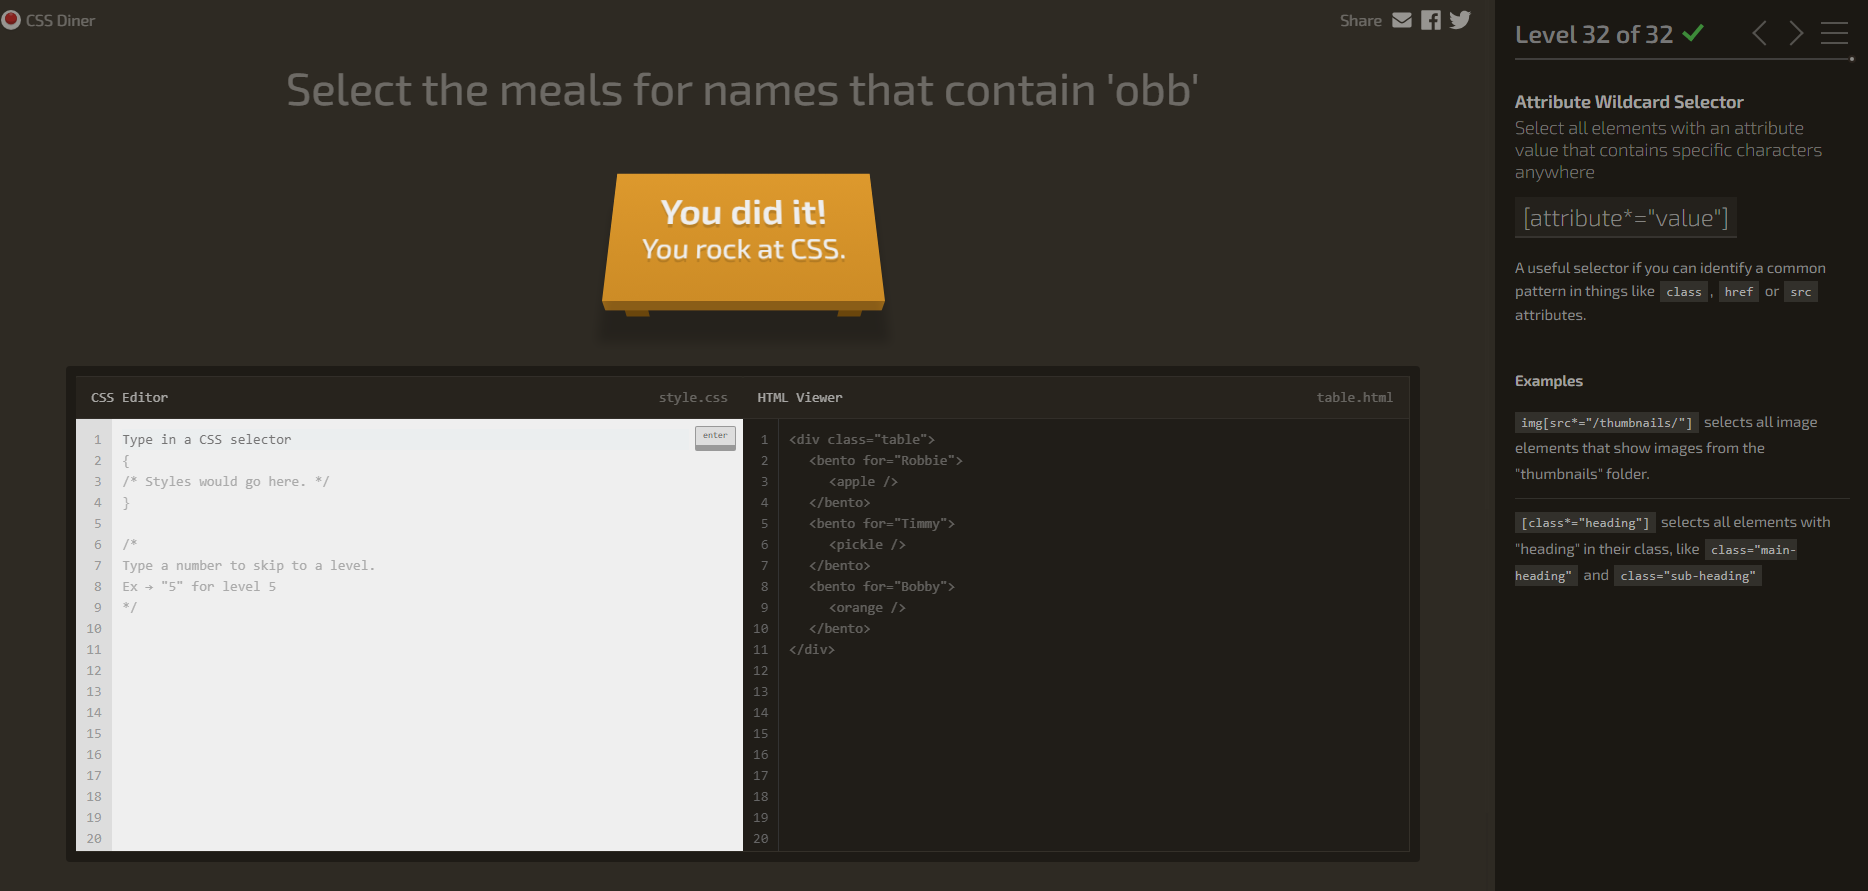 CSS Diner
Share
Select the meals for names that contain 'obb'
You did it!
You rock at CSS.
CSS Editor
style.css
HTML Viewer
table.html
1 Type in a CSS selector
enter
2 {
3 /* Styles would go here. */
4 }
5
6 /*
7 Type a number to skip to a level.
8 Ex → "5" for level 5
9 */
10
11
12
13
14
15
16
17
18
19
20
1 <div class="table">
2 <bento for="Robbie">
3 <apple />
4 </bento>
5 <bento for="Timmy">
6 <pickle />
7 </bento>
8 <bento for="Bobby">
9 <orange />
10 </bento>
11 </div>
12
13
14
15
16
17
18
19
20
Level 32 of 32
Attribute Wildcard Selector
Select all elements with an attribute
value that contains specific characters
anywhere
[attribute*="value"]
A useful selector if you can identify a common
pattern in things like class , href or src
attributes.
Examples
img[src*="/thumbnails/"] selects all image
elements that show images from the
"thumbnails" folder.
[class*="heading"] selects all elements with
"heading" in their class, like class="main-
heading" and class="sub-heading"